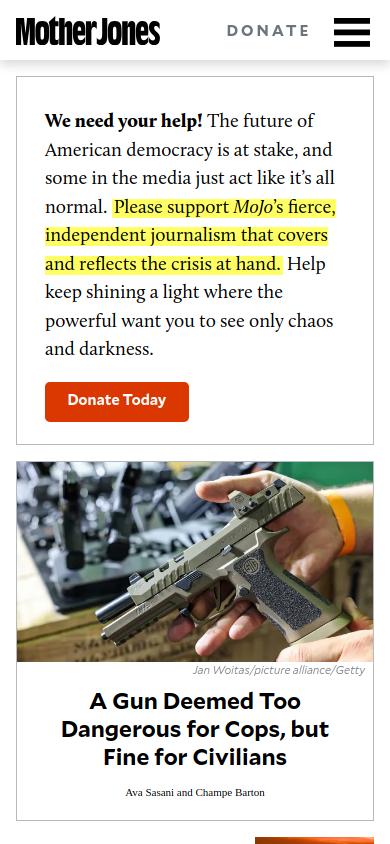 Mother Jones
DONATE
We need your help! The future of
American democracy is at stake, and
some in the media just act like it’s all
normal. Please support MoJo’s fierce,
independent journalism that covers
and reflects the crisis at hand. Help
keep shining a light where the
powerful want you to see only chaos
and darkness.
Donate Today
Jan Woitas/picture alliance/Getty
A Gun Deemed Too
Dangerous for Cops, but
Fine for Civilians
Ava Sasani and Champe Barton